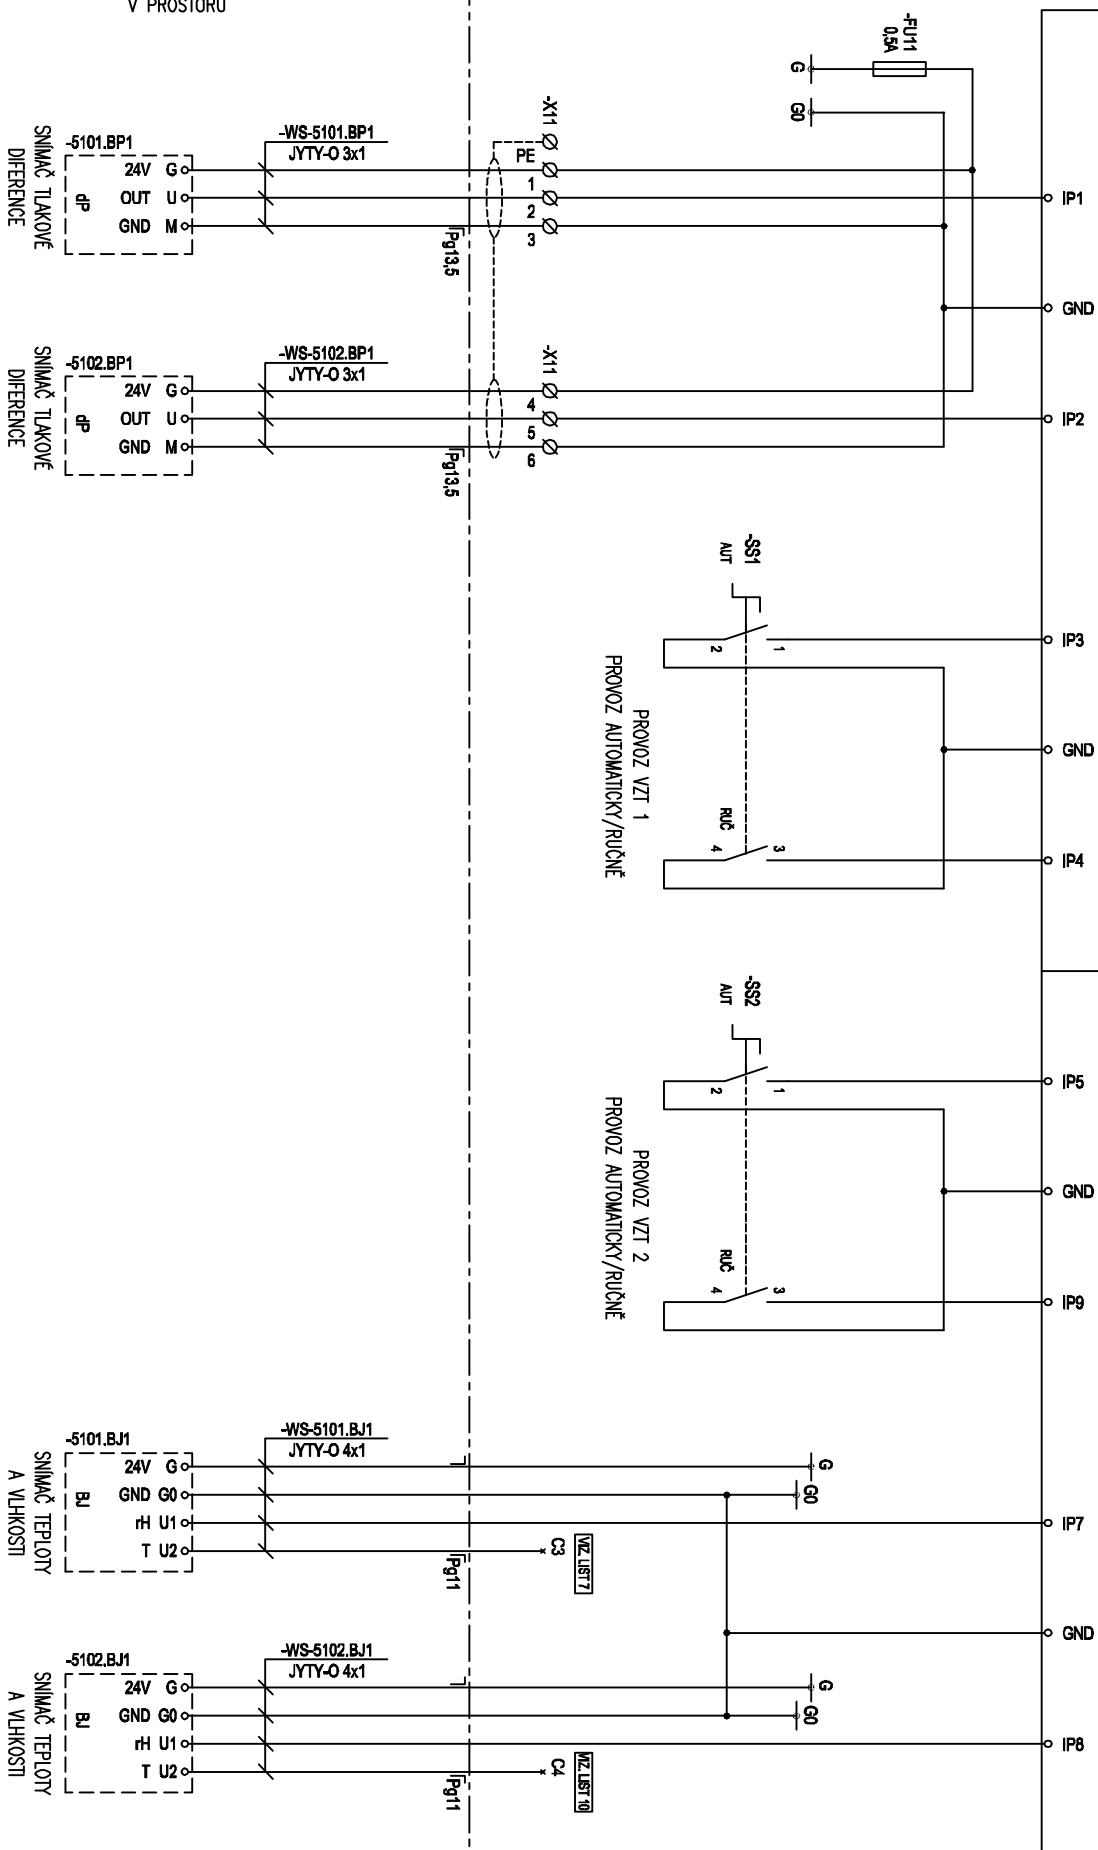 V PROSTORU
-FU11
0,5A
G
G0
-X11
PE
1
2
3
-WS-5101.BP1
JYTY-O 3x1
-5101.BP1
24V G
OUT U
GND M
dP
SNÍMAČ TLAKOVÉ
DIFERENCE
Pg13,5
IP1
GND
-X11
4
5
6
-WS-5102.BP1
JYTY-O 3x1
-5102.BP1
24V G
OUT U
GND M
dP
SNÍMAČ TLAKOVÉ
DIFERENCE
Pg13,5
IP2
-SS1
AUT
1
2
RUČ
3
4
PROVOZ VZT 1
PROVOZ AUTOMATICKY/RUČNĚ
IP3
GND
IP4
-SS2
AUT
1
2
RUČ
3
4
PROVOZ VZT 2
PROVOZ AUTOMATICKY/RUČNĚ
IP5
GND
IP9
-WS-5101.BJ1
JYTY-O 4x1
-5101.BJ1
24V G
GND G0
rH U1
T U2
BJ
SNÍMAČ TEPLOTY
A VLHKOSTI
Pg11
C3
VIZ LIST 7
G
G0
IP7
GND
-WS-5102.BJ1
JYTY-O 4x1
-5102.BJ1
24V G
GND G0
rH U1
T U2
BJ
SNÍMAČ TEPLOTY
A VLHKOSTI
Pg11
C4
VIZ LIST 10
G
G0
IP8